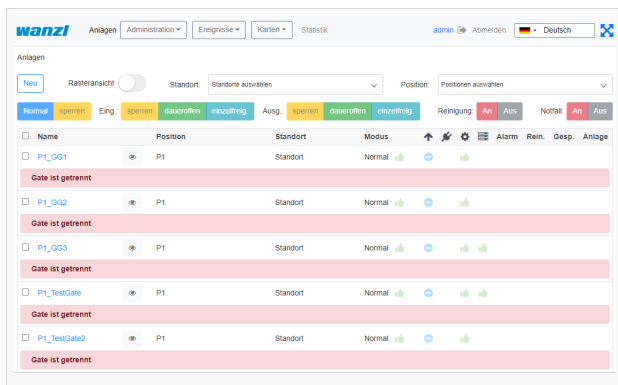 wanzl Anlagen Administration Ereignisse Karten Statistik admin Abmelden Deutsch
Anlagen
Neu Rasteransicht Standort: Standorte auswählen Position: Positionen auswählen
Normal sperren Eing.: sperren daueroffen einzelfreig. Ausg.: sperren daueroffen einzelfreig. Reinigung: An Aus Notfall: An Aus
Name Position Standort Modus Alarm Rein. Gesp. Anlage
P1_GG1 P1 Standort Normal
Gate ist getrennt
P1_GG2 P1 Standort Normal
Gate ist getrennt
P1_GG3 P1 Standort Normal
Gate ist getrennt
P1_TestGate P1 Standort Normal
Gate ist getrennt
P1_TestGate2 P1 Standort Normal
Gate ist getrennt